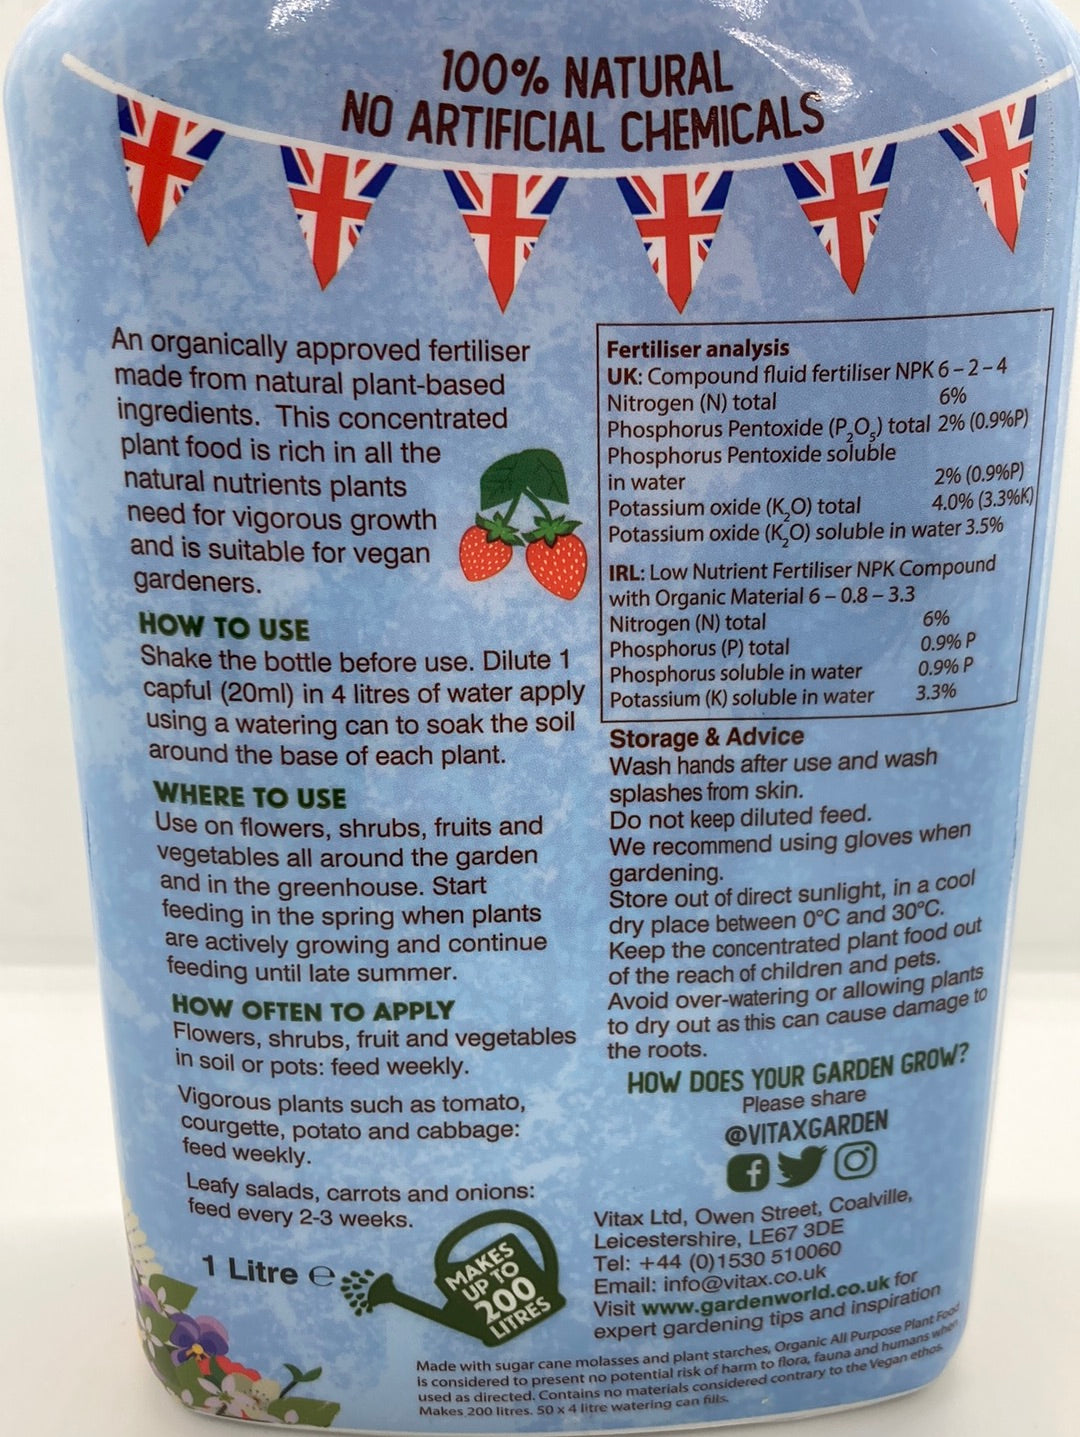 100% NATURAL
NO ARTIFICIAL CHEMICALS
An organically approved fertiliser
made from natural plant-based
ingredients. This concentrated
plant food is rich in all the
natural nutrients plants
need for vigorous growth
and is suitable for vegan
gardeners.
HOW TO USE
Shake the bottle before use. Dilute 1
capful (20ml) in 4 litres of water apply
using a watering can to soak the soil
around the base of each plant.
WHERE TO USE
Use on flowers, shrubs, fruits and
vegetables all around the garden
and in the greenhouse. Start
feeding in the spring when plants
are actively growing and continue
feeding until late summer.
HOW OFTEN TO APPLY
Flowers, shrubs, fruit and vegetables
in soil or pots: feed weekly.
Vigorous plants such as tomato,
courgette, potato and cabbage:
feed weekly.
Leafy salads, carrots and onions:
feed every 2-3 weeks.
1 Litre ℮
MAKES
UP TO
200
LITRES
Fertiliser analysis
UK: Compound fluid fertiliser NPK 6 – 2 – 4
Nitrogen (N) total 6%
Phosphorus Pentoxide (P₂O₅) total 2% (0.9%P)
Phosphorus Pentoxide soluble
in water 2% (0.9%P)
Potassium oxide (K₂O) total 4.0% (3.3%K)
Potassium oxide (K₂O) soluble in water 3.5%
IRL: Low Nutrient Fertiliser NPK Compound
with Organic Material 6 – 0.8 – 3.3
Nitrogen (N) total 6%
Phosphorus (P) total 0.9% P
Phosphorus soluble in water 0.9% P
Potassium (K) soluble in water 3.3%
Storage & Advice
Wash hands after use and wash
splashes from skin.
Do not keep diluted feed.
We recommend using gloves when
gardening.
Store out of direct sunlight, in a cool
dry place between 0°C and 30°C.
Keep the concentrated plant food out
of the reach of children and pets.
Avoid over-watering or allowing plants
to dry out as this can cause damage to
the roots.
HOW DOES YOUR GARDEN GROW?
Please share
@VITAXGARDEN
Vitax Ltd, Owen Street, Coalville,
Leicestershire, LE67 3DE
Tel: +44 (0)1530 510060
Email: info@vitax.co.uk
Visit www.gardenworld.co.uk for
expert gardening tips and inspiration
Made with sugar cane molasses and plant starches, Organic All Purpose Plant Food
is considered to present no potential risk of harm to flora, fauna and humans when
used as directed. Contains no materials considered contrary to the Vegan ethos.
Makes 200 litres. 50 x 4 litre watering can fills.